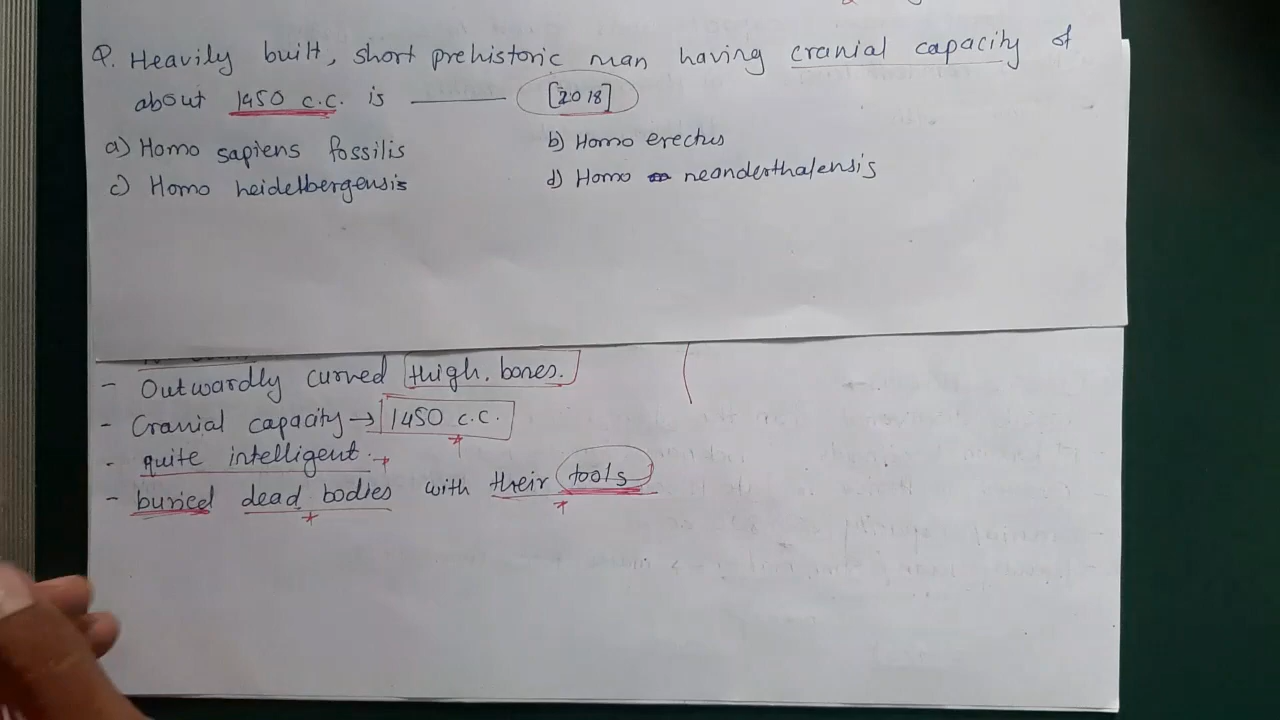 Q. Heavily built, short prehistoric man having cranial capacity of
about 1450 c.c. is ______ [2018]
a) Homo sapiens fossilis b) Homo erectus
c) Homo heidelbergensis d) Homo neanderthalensis
- Outwardly curved thigh bones.
- Cranial capacity → 1450 c.c.
- quite intelligent.
- buried dead bodies with their tools